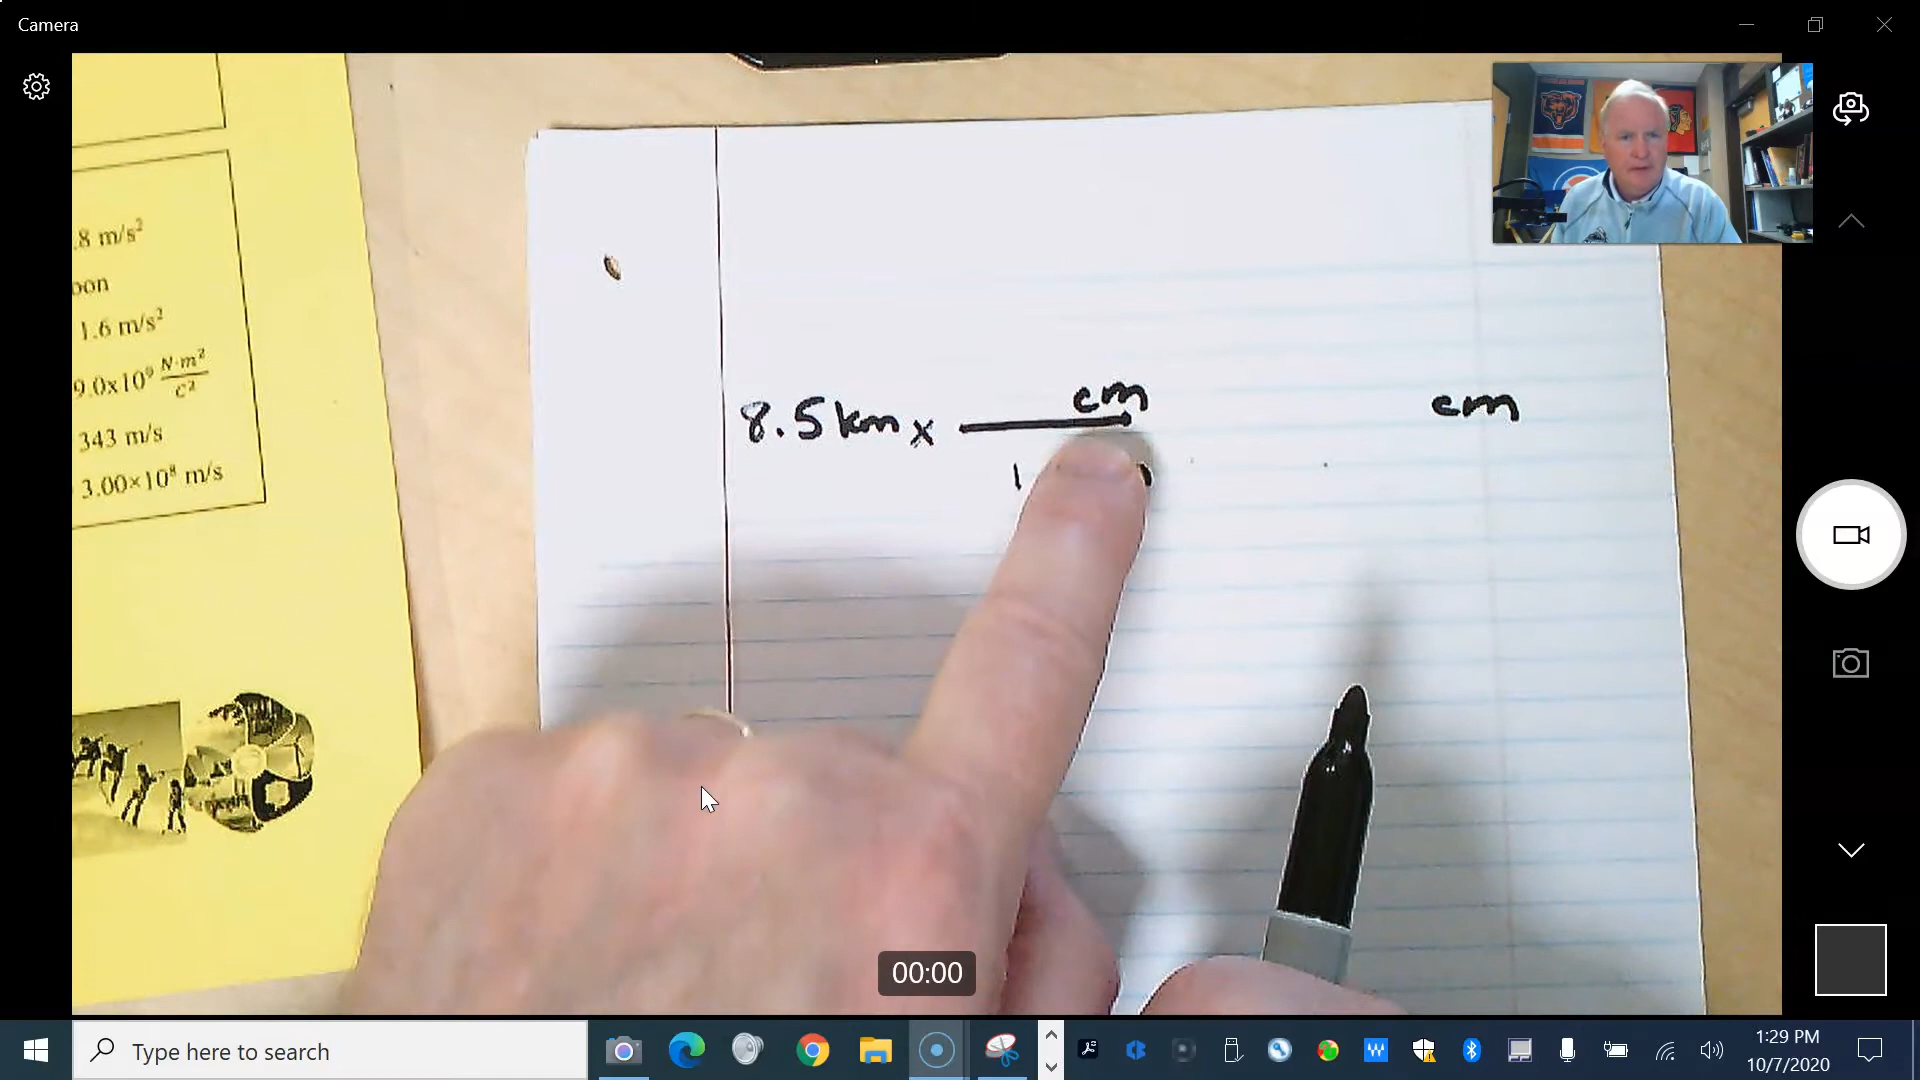 Camera
.8 m/s²
oon
1.6 m/s²
9.0x10⁹ N·m²/C²
343 m/s
3.00×10⁸ m/s
8.5 km x cm cm
1
00:00
Type here to search
1:29 PM
10/7/2020